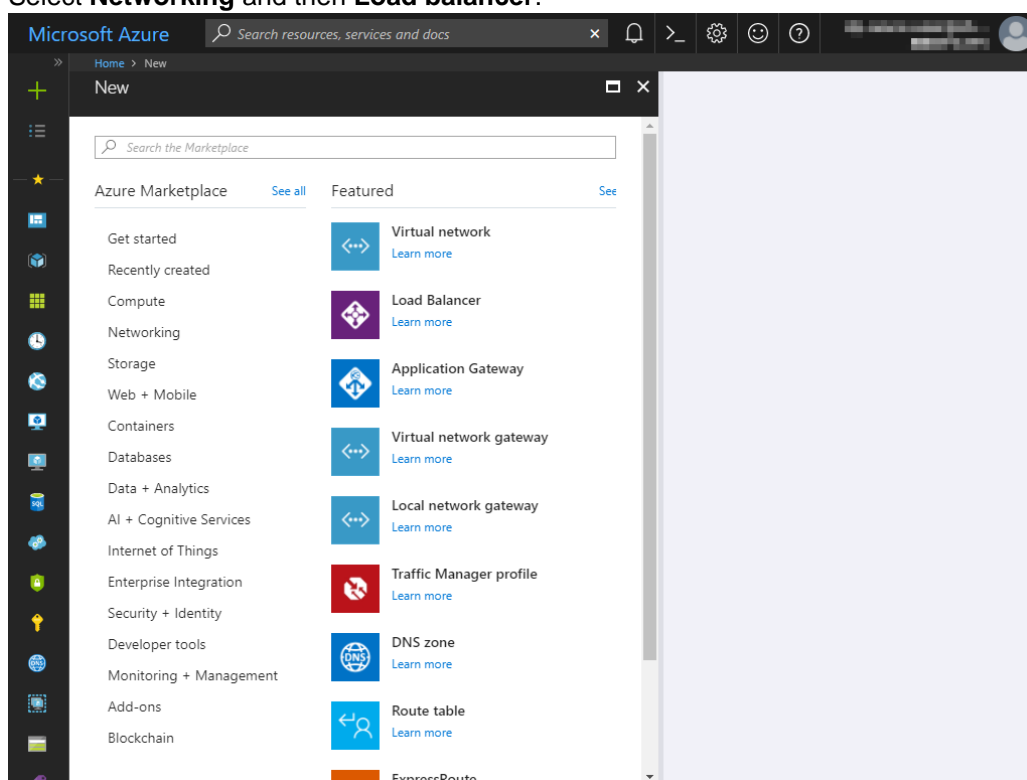 Select Networking and then Load balancer.
Microsoft Azure
Search resources, services and docs
Home > New
New
Search the Marketplace
Azure Marketplace
See all
Get started
Recently created
Compute
Networking
Storage
Web + Mobile
Containers
Databases
Data + Analytics
AI + Cognitive Services
Internet of Things
Enterprise Integration
Security + Identity
Developer tools
Monitoring + Management
Add-ons
Blockchain
Featured
See
Virtual network
Learn more
Load Balancer
Learn more
Application Gateway
Learn more
Virtual network gateway
Learn more
Local network gateway
Learn more
Traffic Manager profile
Learn more
DNS
DNS zone
Learn more
Route table
Learn more
ExpressRoute
SQL
DNS